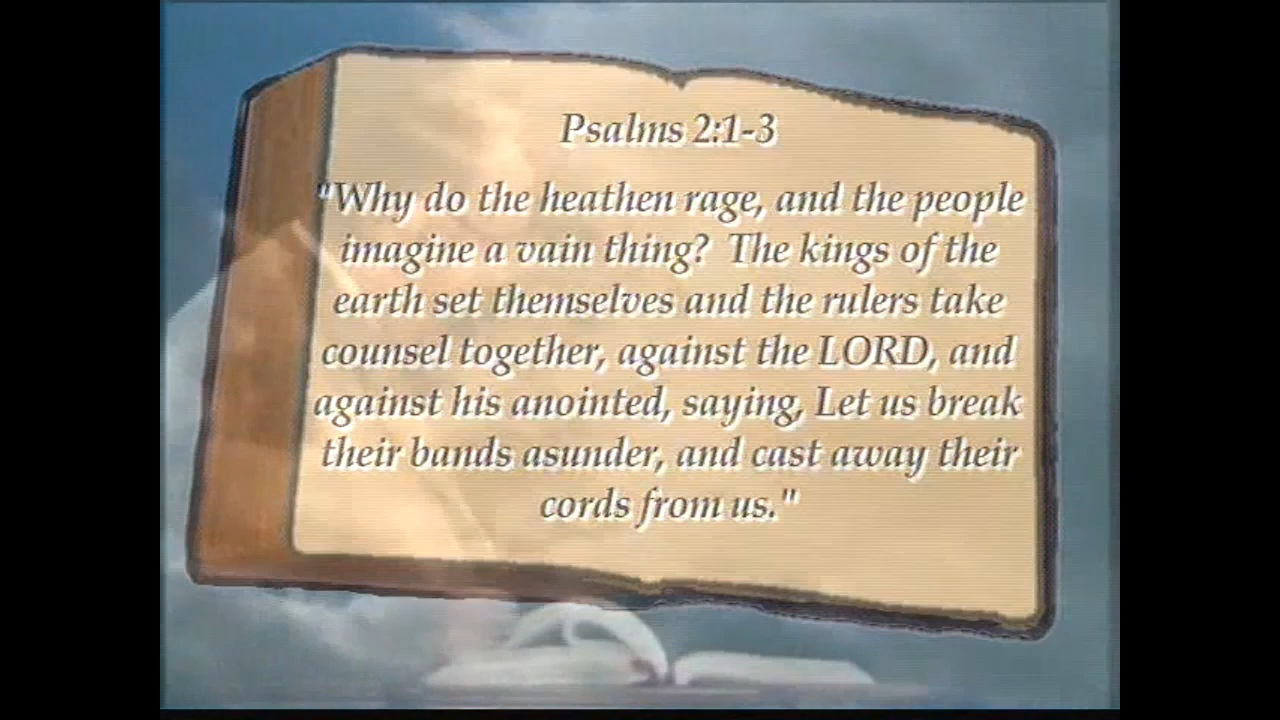 Psalms 2:1-3
"Why do the heathen rage, and the people
imagine a vain thing?  The kings of the
earth set themselves and the rulers take
counsel together, against the LORD, and
against his anointed, saying, Let us break
their bands asunder, and cast away their
cords from us."